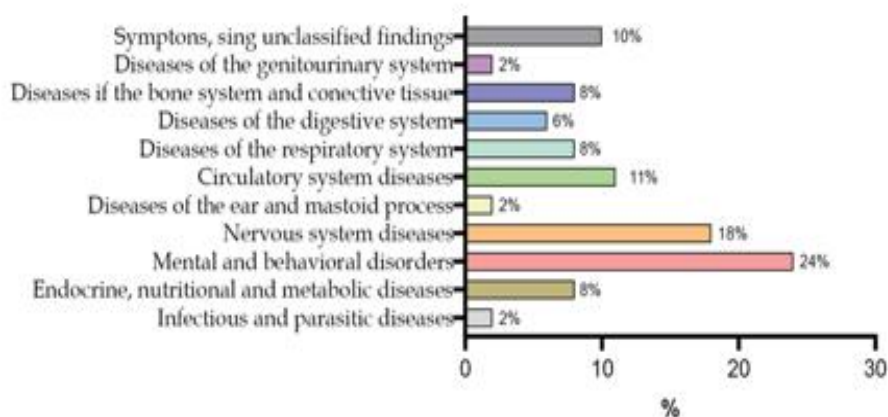 Symptons, sing unclassified findings 10%
Diseases of the genitourinary system 2%
Diseases if the bone system and conective tissue 8%
Diseases of the digestive system 6%
Diseases of the respiratory system 8%
Circulatory system diseases 11%
Diseases of the ear and mastoid process 2%
Nervous system diseases 18%
Mental and behavioral disorders 24%
Endocrine, nutritional and metabolic diseases 8%
Infectious and parasitic diseases 2%
0 10 20 30
%